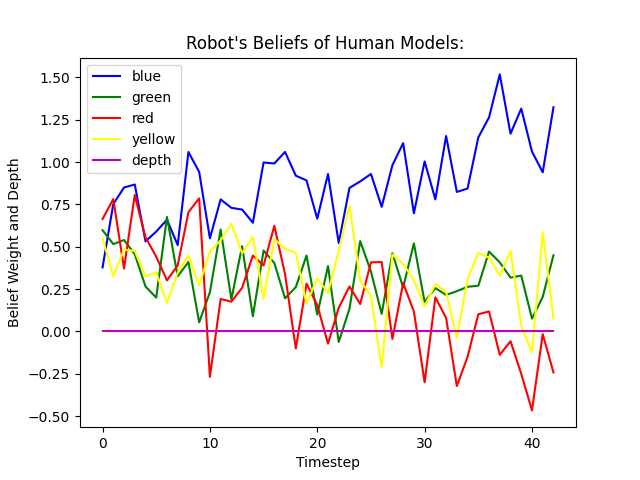 Robot's Beliefs of Human Models:
blue
green
red
yellow
depth
Belief Weight and Depth
1.50
1.25
1.00
0.75
0.50
0.25
0.00
−0.25
−0.50
0
10
20
30
40
Timestep